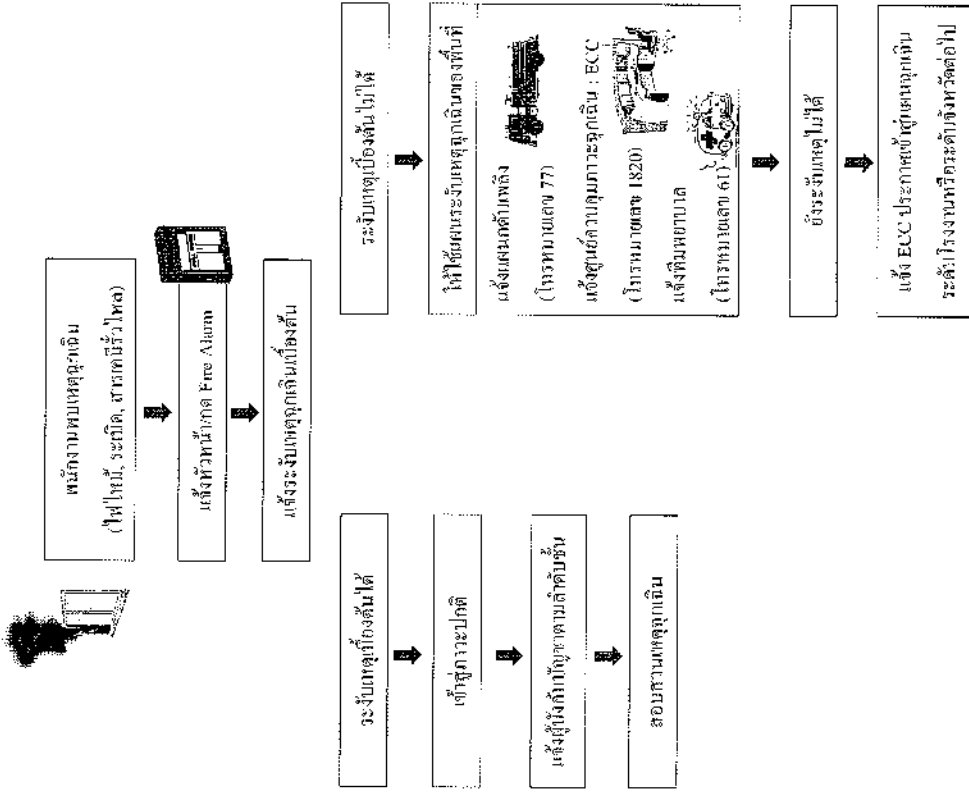 พนักงานพบเหตุฉุกเฉิน
(ไฟไหม้, ระเบิด, สารเคมีรั่วไหล)
แจ้งหัวหน้า/กด Fire Alarm
แจ้งระงับเหตุฉุกเฉินเบื้องต้น
ระงับเหตุเบื้องต้นได้
เข้าสู่ภาวะปกติ
แจ้งผู้บังคับบัญชาตามลำดับชั้น
สอบสวนเหตุฉุกเฉิน
ระงับเหตุเบื้องต้นไม่ได้
ให้ใช้แผนระงับเหตุฉุกเฉินของพื้นที่
แจ้งแผนกดับเพลิง
(โทรหมายเลข 77)
แจ้งศูนย์ควบคุมภาวะฉุกเฉิน : ECC
(โทรหมายเลข 1820)
แจ้งทีมพยาบาล
(โทรหมายเลข 61)
ยังระงับเหตุไม่ได้
แจ้ง ECC ประกาศเข้าสู่แผนฉุกเฉิน
ระดับโรงงานหรือระดับจังหวัดต่อไป